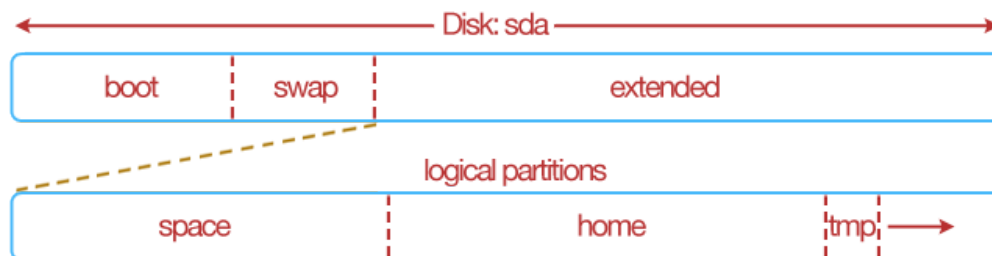 Disk: sda
boot swap extended
logical partitions
space home tmp